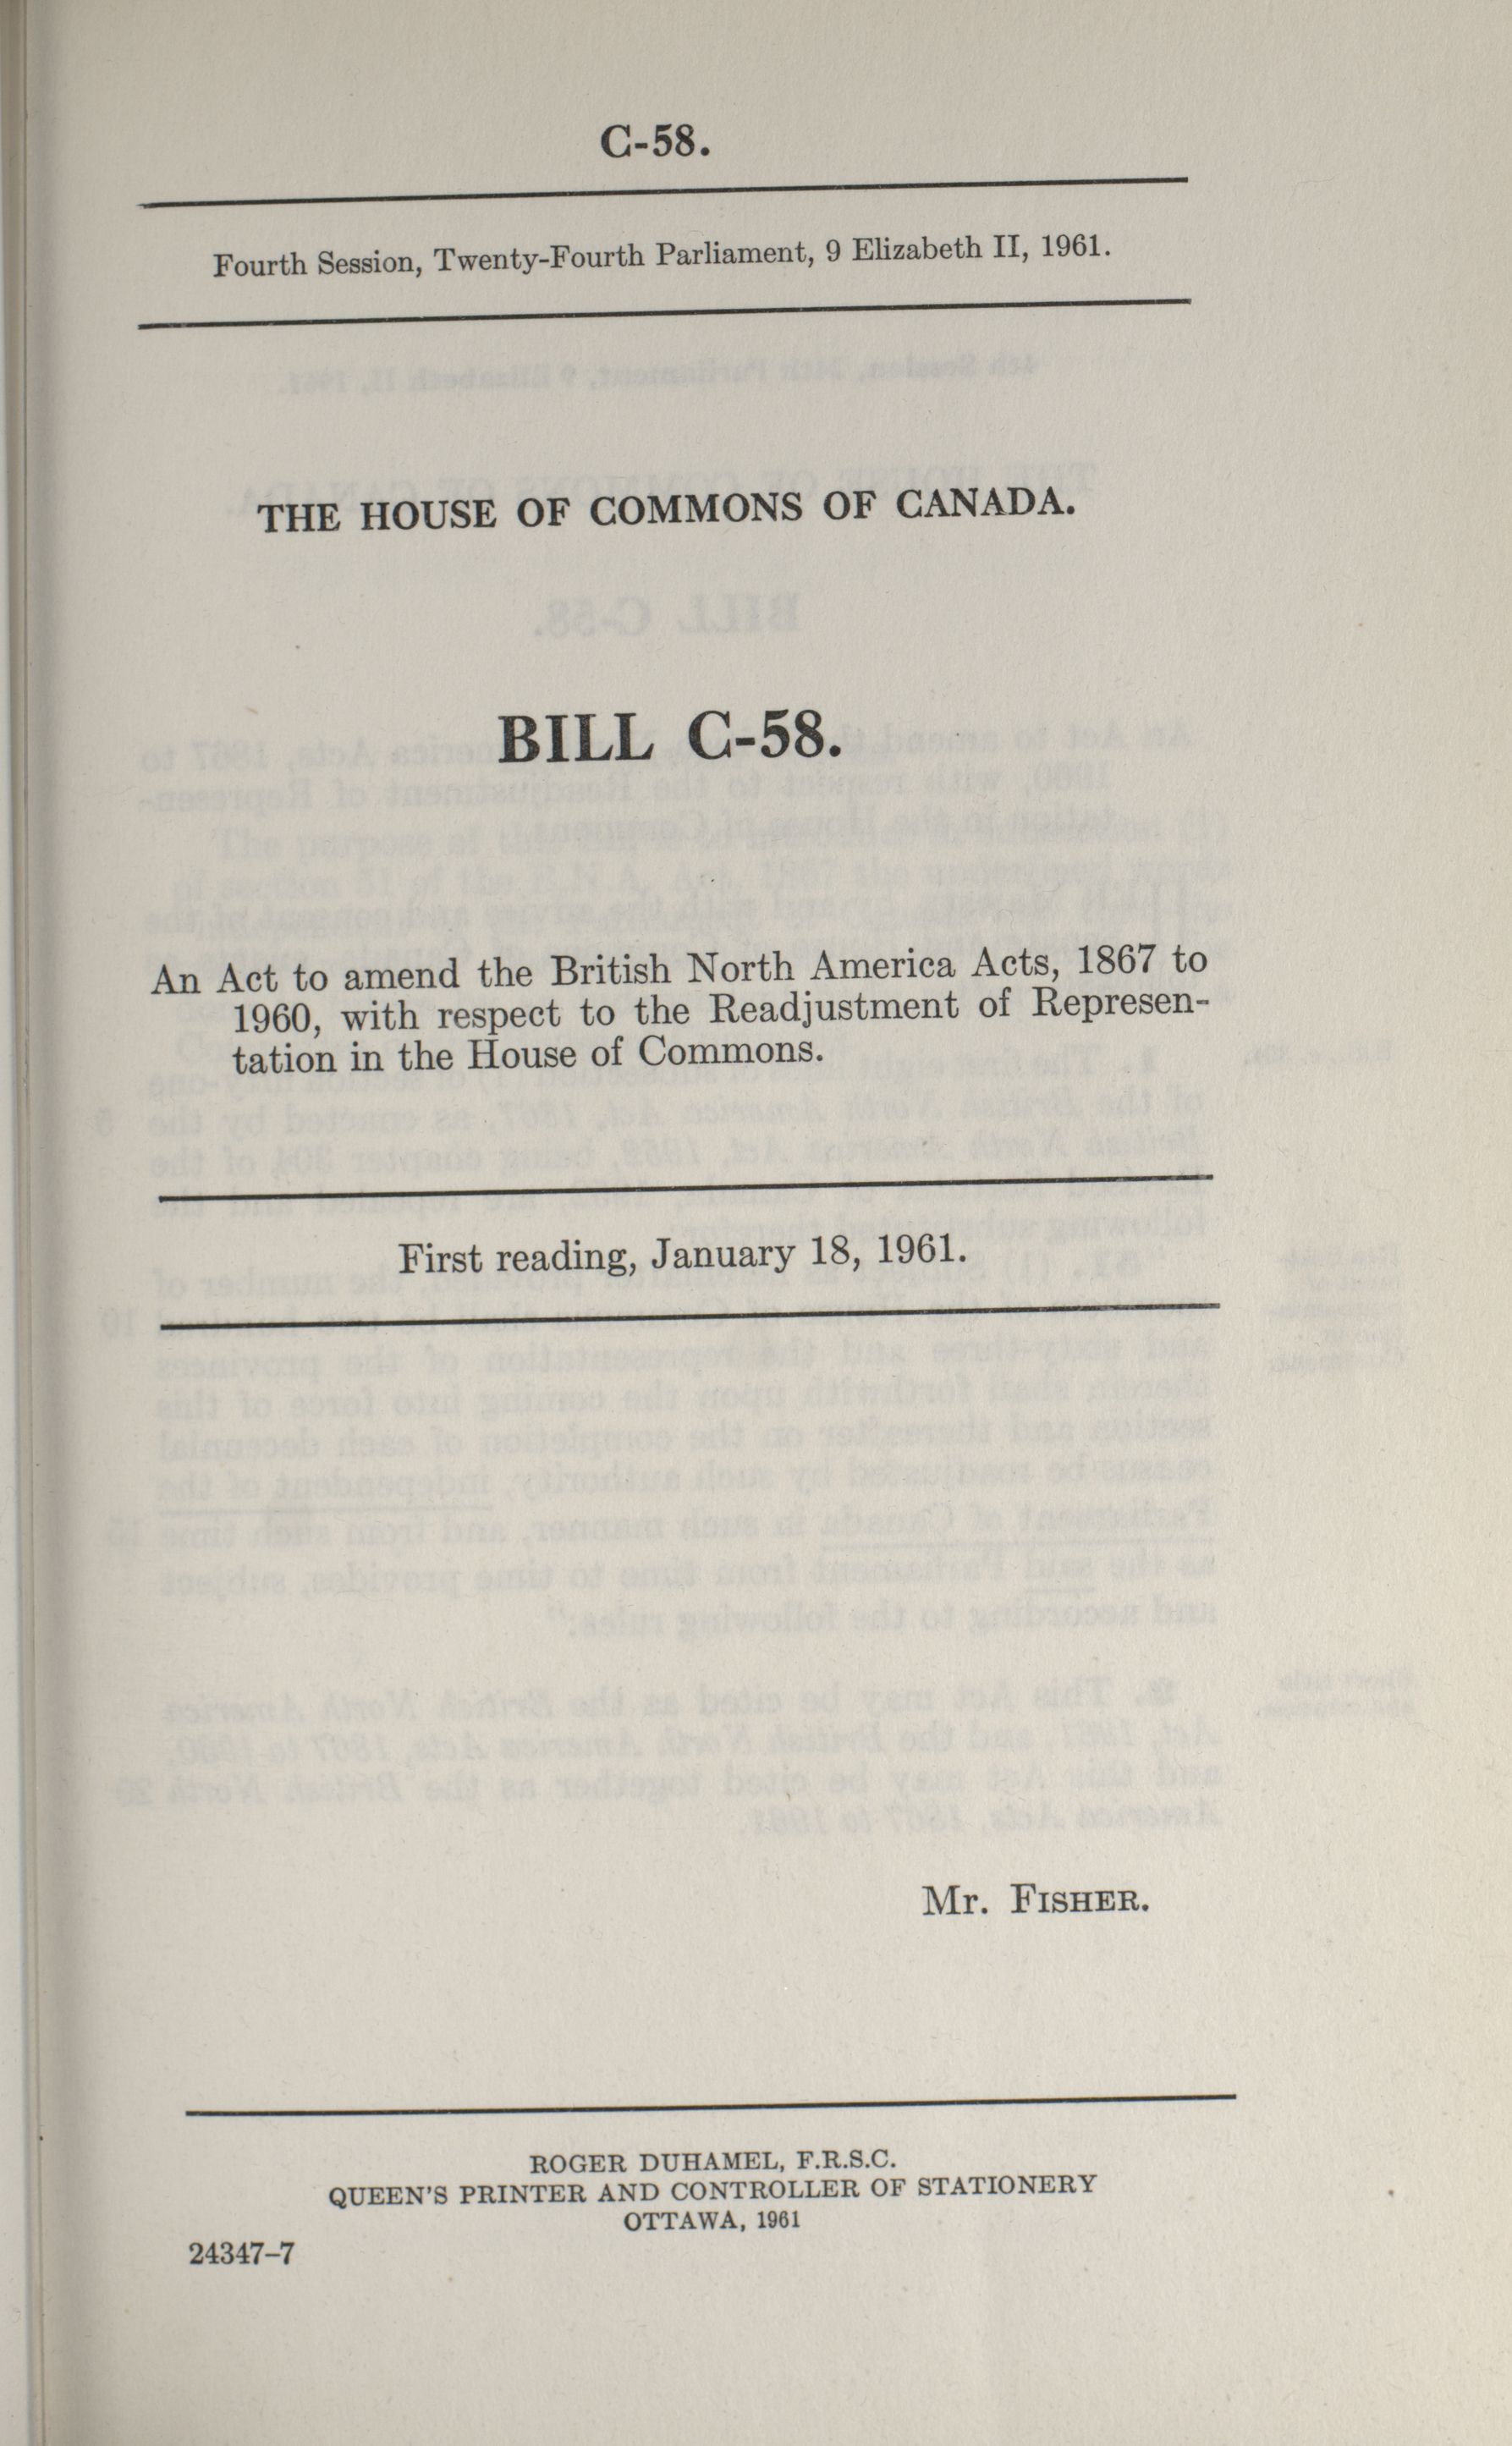 C-58.
Fourth Session, Twenty-Fourth Parliament, 9 Elizabeth II, 1961.
THE HOUSE OF COMMONS OF CANADA.
BILL C-58.
An Act to amend the British North America Acts, 1867 to
1960, with respect to the Readjustment of Represen-
tation in the House of Commons.
First reading, January 18, 1961.
Mr. FISHER.
ROGER DUHAMEL, F.R.S.C.
QUEEN'S PRINTER AND CONTROLLER OF STATIONERY
OTTAWA, 1961
24347-7